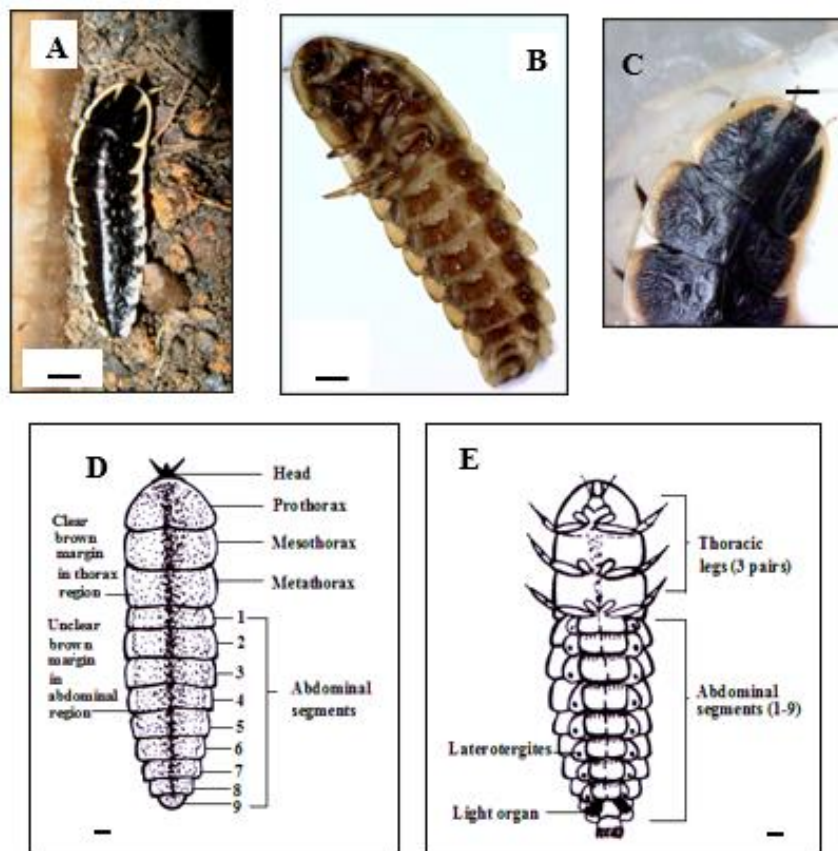 A
B
C
D
Head
Prothorax
Mesothorax
Metathorax
Clear
brown
margin
in thorax
region
Unclear
brown
margin
in
abdominal
region
1
2
3
4
5
6
7
8
9
Abdominal
segments
E
Thoracic
legs (3 pairs)
Abdominal
segments (1-9)
Laterotergites
Light organ